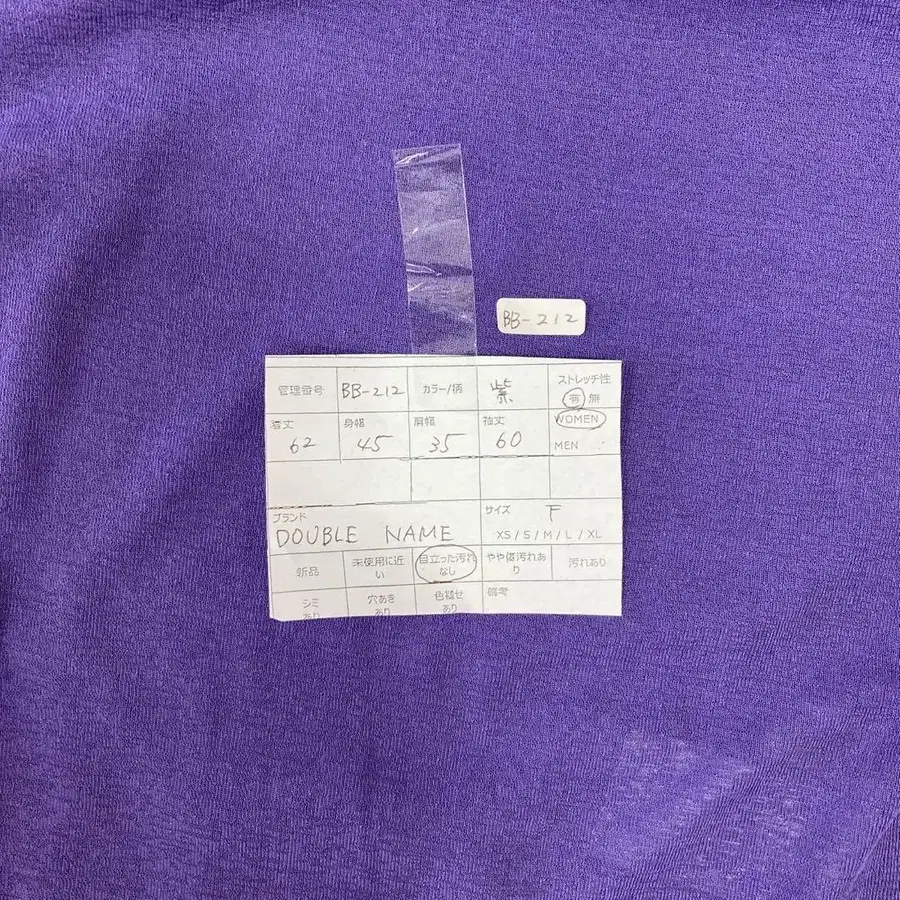 BB-212
管理番号 BB-212 カラー/柄 紫 ストレッチ性
有 無
着丈 身幅 肩幅 袖丈 WOMEN
62 45 35 60 MEN
ブランド サイズ F
DOUBLE NAME XS/S/M/L/XL
新品 未使用に近い 目立った汚れなし やや傷汚れあり 汚れあり
シミあり 穴あきあり 色褪せあり 備考